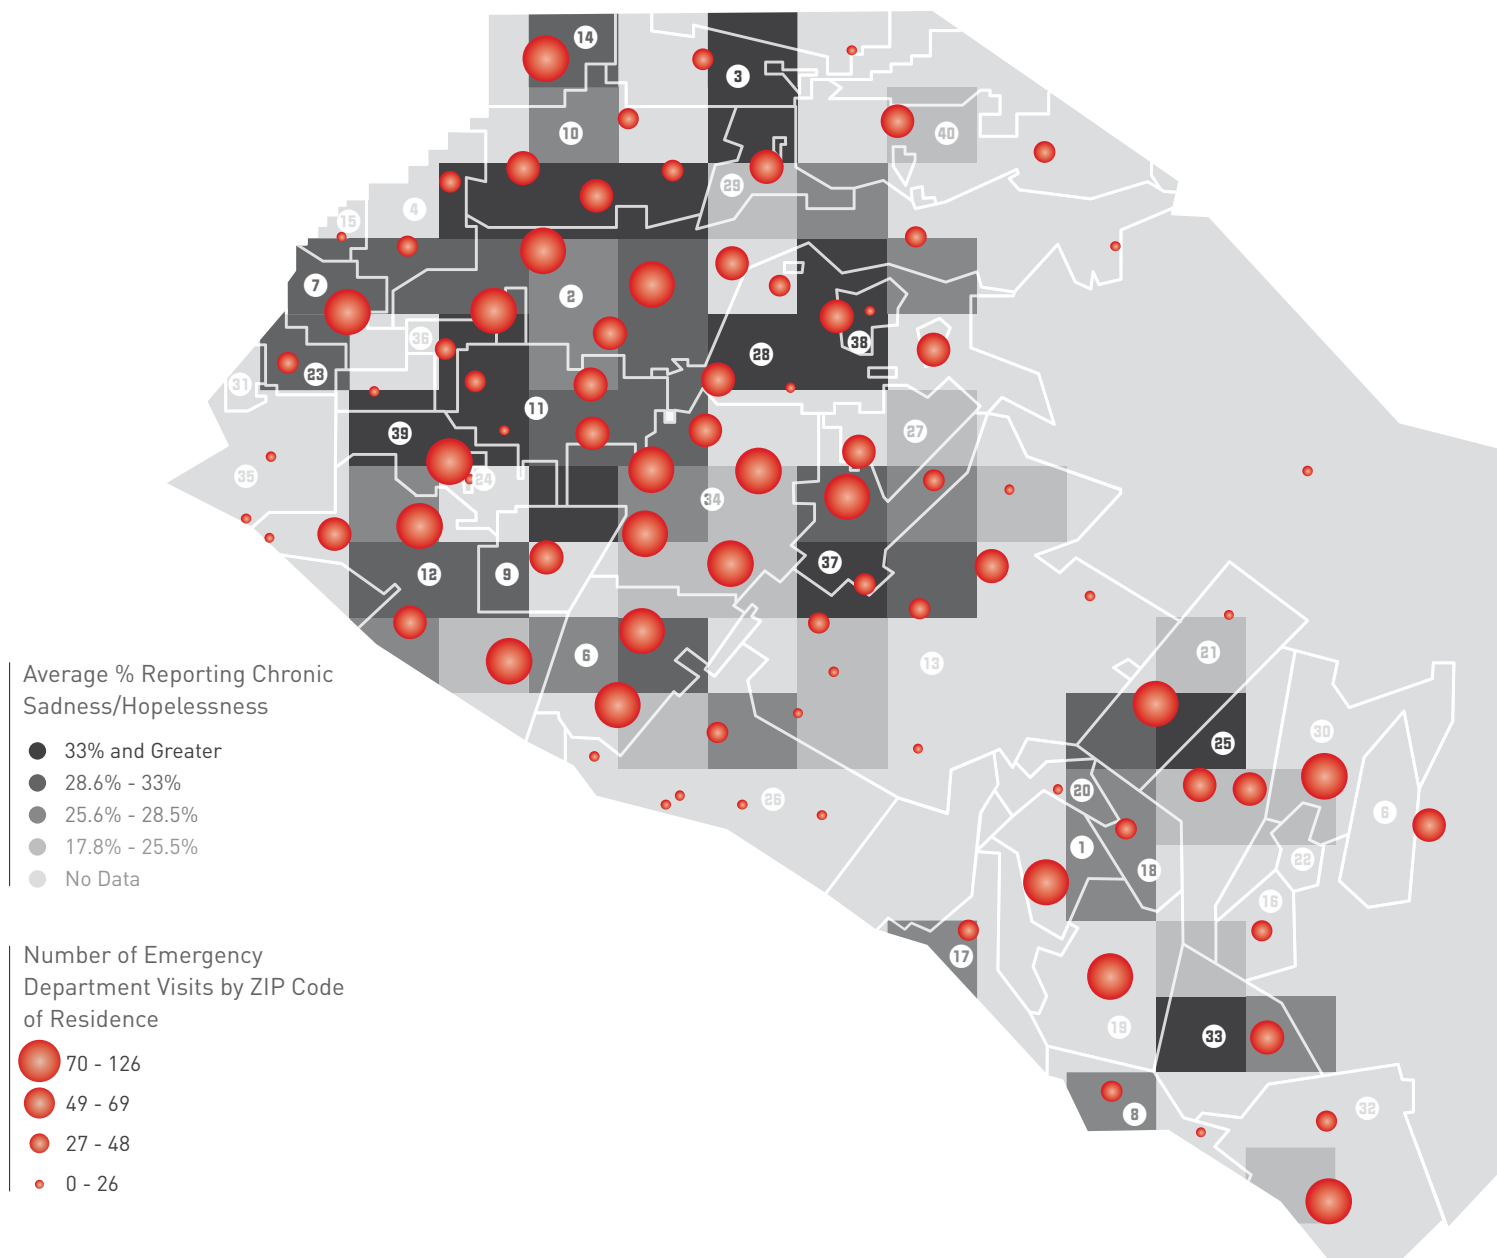 14
3
10
40
29
4
15
7
2
36
38
28
23
31
11
27
39
35
24
34
37
12
9
6
13
21
25
30
20
26
6
1
22
18
16
17
19
33
32
8
Average % Reporting Chronic
Sadness/Hopelessness
33% and Greater
28.6% - 33%
25.6% - 28.5%
17.8% - 25.5%
No Data
Number of Emergency
Department Visits by ZIP Code
of Residence
70 - 126
49 - 69
27 - 48
0 - 26